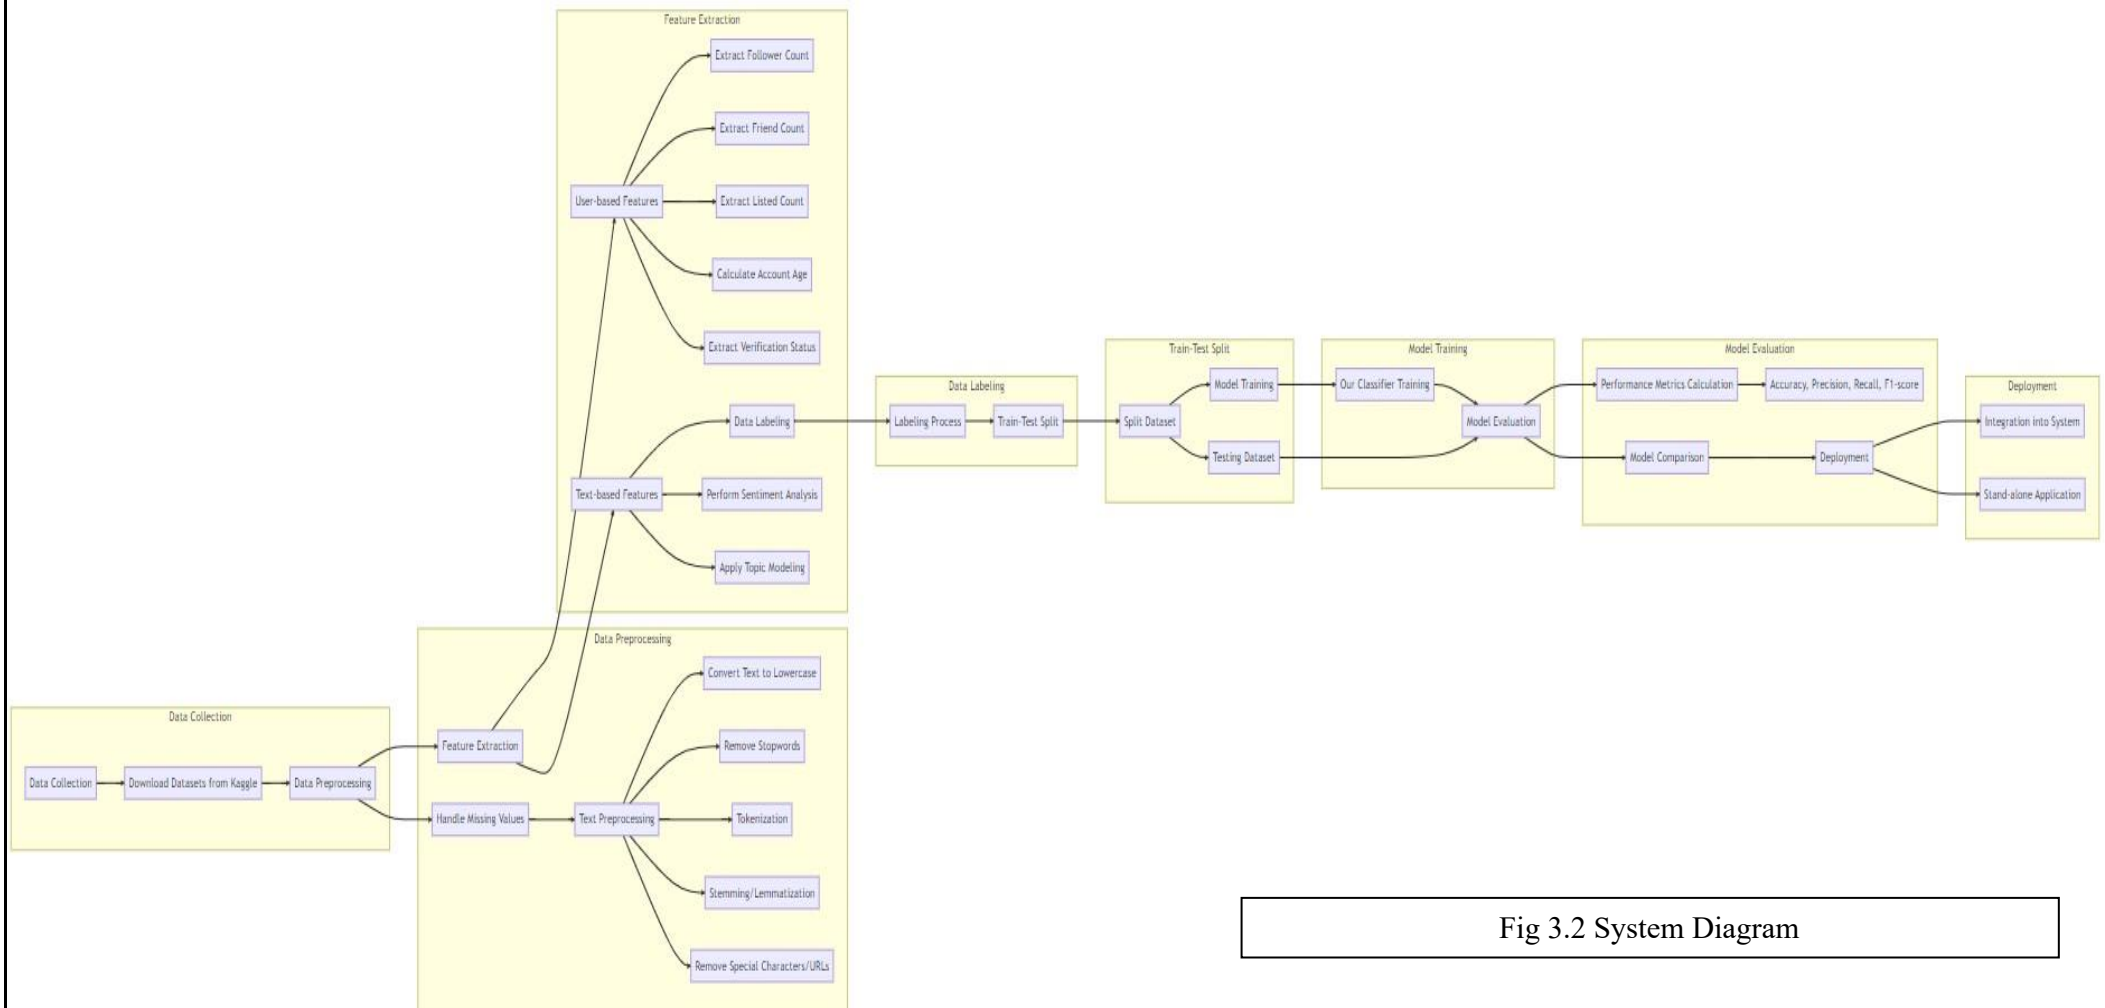 Feature Extraction
Extract Follower Count
Extract Friend Count
User-based Features
Extract Listed Count
Calculate Account Age
Extract Verification Status
Data Labeling
Text-based Features
Perform Sentiment Analysis
Apply Topic Modeling
Data Labeling
Labeling Process
Train-Test Split
Train-Test Split
Split Dataset
Model Training
Testing Dataset
Model Training
Our Classifier Training
Model Evaluation
Model Evaluation
Performance Metrics Calculation
Accuracy, Precision, Recall, F1-score
Model Comparison
Deployment
Deployment
Integration into System
Stand-alone Application
Data Collection
Data Collection
Download Datasets from Kaggle
Data Preprocessing
Data Preprocessing
Feature Extraction
Handle Missing Values
Text Preprocessing
Convert Text to Lowercase
Remove Stopwords
Tokenization
Stemming/Lemmatization
Remove Special Characters/URLs
Fig 3.2 System Diagram